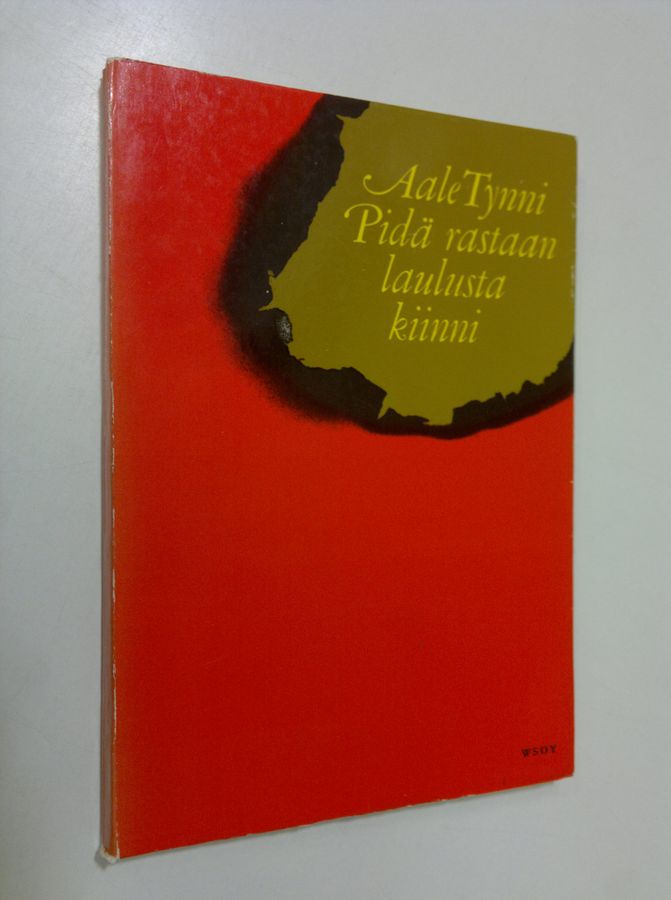 Aale Tynni
Pidä rastaan
laulusta
kiinni
WSOY